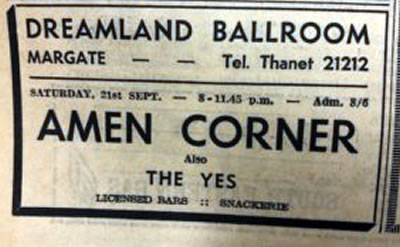 DREAMLAND BALLROOM
MARGATE — — Tel. Thanet 21212
SATURDAY, 21st SEPT. — 8-11.45 p.m. — Adm. 8/6
AMEN CORNER
Also
THE YES
LICENSED BARS :: SNACKERIE